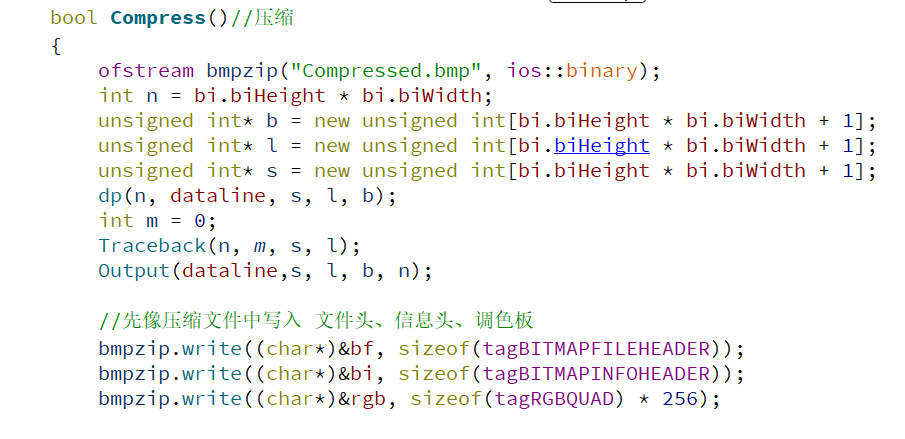 bool Compress()//压缩
{
    ofstream bmpzip("Compressed.bmp", ios::binary);
    int n = bi.biHeight * bi.biWidth;
    unsigned int* b = new unsigned int[bi.biHeight * bi.biWidth + 1];
    unsigned int* l = new unsigned int[bi.biHeight * bi.biWidth + 1];
    unsigned int* s = new unsigned int[bi.biHeight * bi.biWidth + 1];
    dp(n, dataline, s, l, b);
    int m = 0;
    Traceback(n, m, s, l);
    Output(dataline,s, l, b, n);

    //先像压缩文件中写入 文件头、信息头、调色板
    bmpzip.write((char*)&bf, sizeof(tagBITMAPFILEHEADER));
    bmpzip.write((char*)&bi, sizeof(tagBITMAPINFOHEADER));
    bmpzip.write((char*)&rgb, sizeof(tagRGBQUAD) * 256);